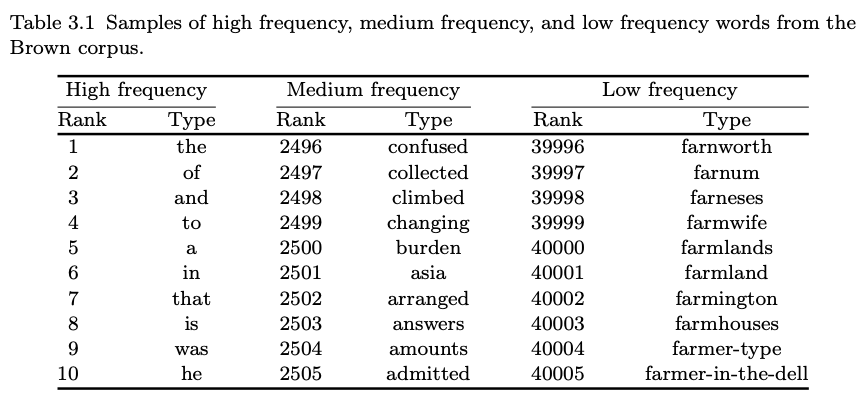 Table 3.1 Samples of high frequency, medium frequency, and low frequency words from the
Brown corpus.
High frequency Medium frequency Low frequency
Rank Type Rank Type Rank Type
1 the 2496 confused 39996 farnworth
2 of 2497 collected 39997 farnum
3 and 2498 climbed 39998 farneses
4 to 2499 changing 39999 farmwife
5 a 2500 burden 40000 farmlands
6 in 2501 asia 40001 farmland
7 that 2502 arranged 40002 farmington
8 is 2503 answers 40003 farmhouses
9 was 2504 amounts 40004 farmer-type
10 he 2505 admitted 40005 farmer-in-the-dell